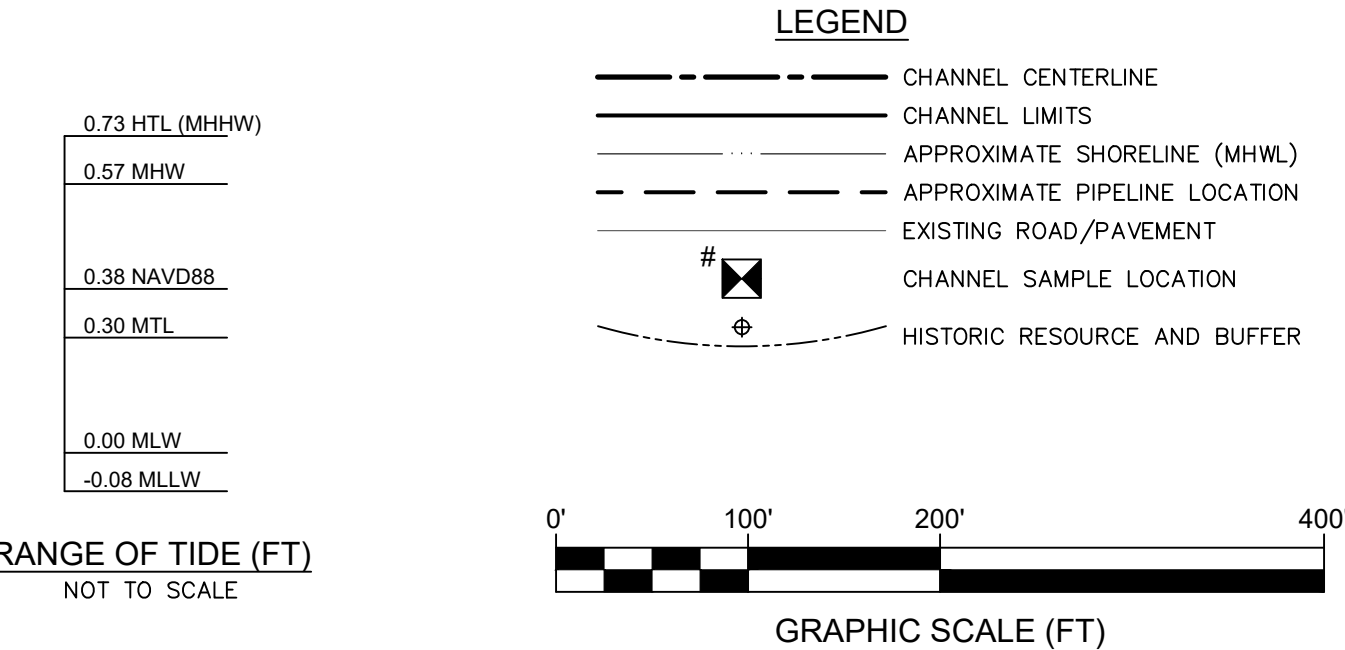 LEGEND
CHANNEL CENTERLINE
CHANNEL LIMITS
APPROXIMATE SHORELINE (MHWL)
APPROXIMATE PIPELINE LOCATION
EXISTING ROAD/PAVEMENT
#
CHANNEL SAMPLE LOCATION
HISTORIC RESOURCE AND BUFFER
0.73 HTL (MHHW)
0.57 MHW
0.38 NAVD88
0.30 MTL
0.00 MLW
-0.08 MLLW
RANGE OF TIDE (FT)
NOT TO SCALE
0' 100' 200' 400'
GRAPHIC SCALE (FT)